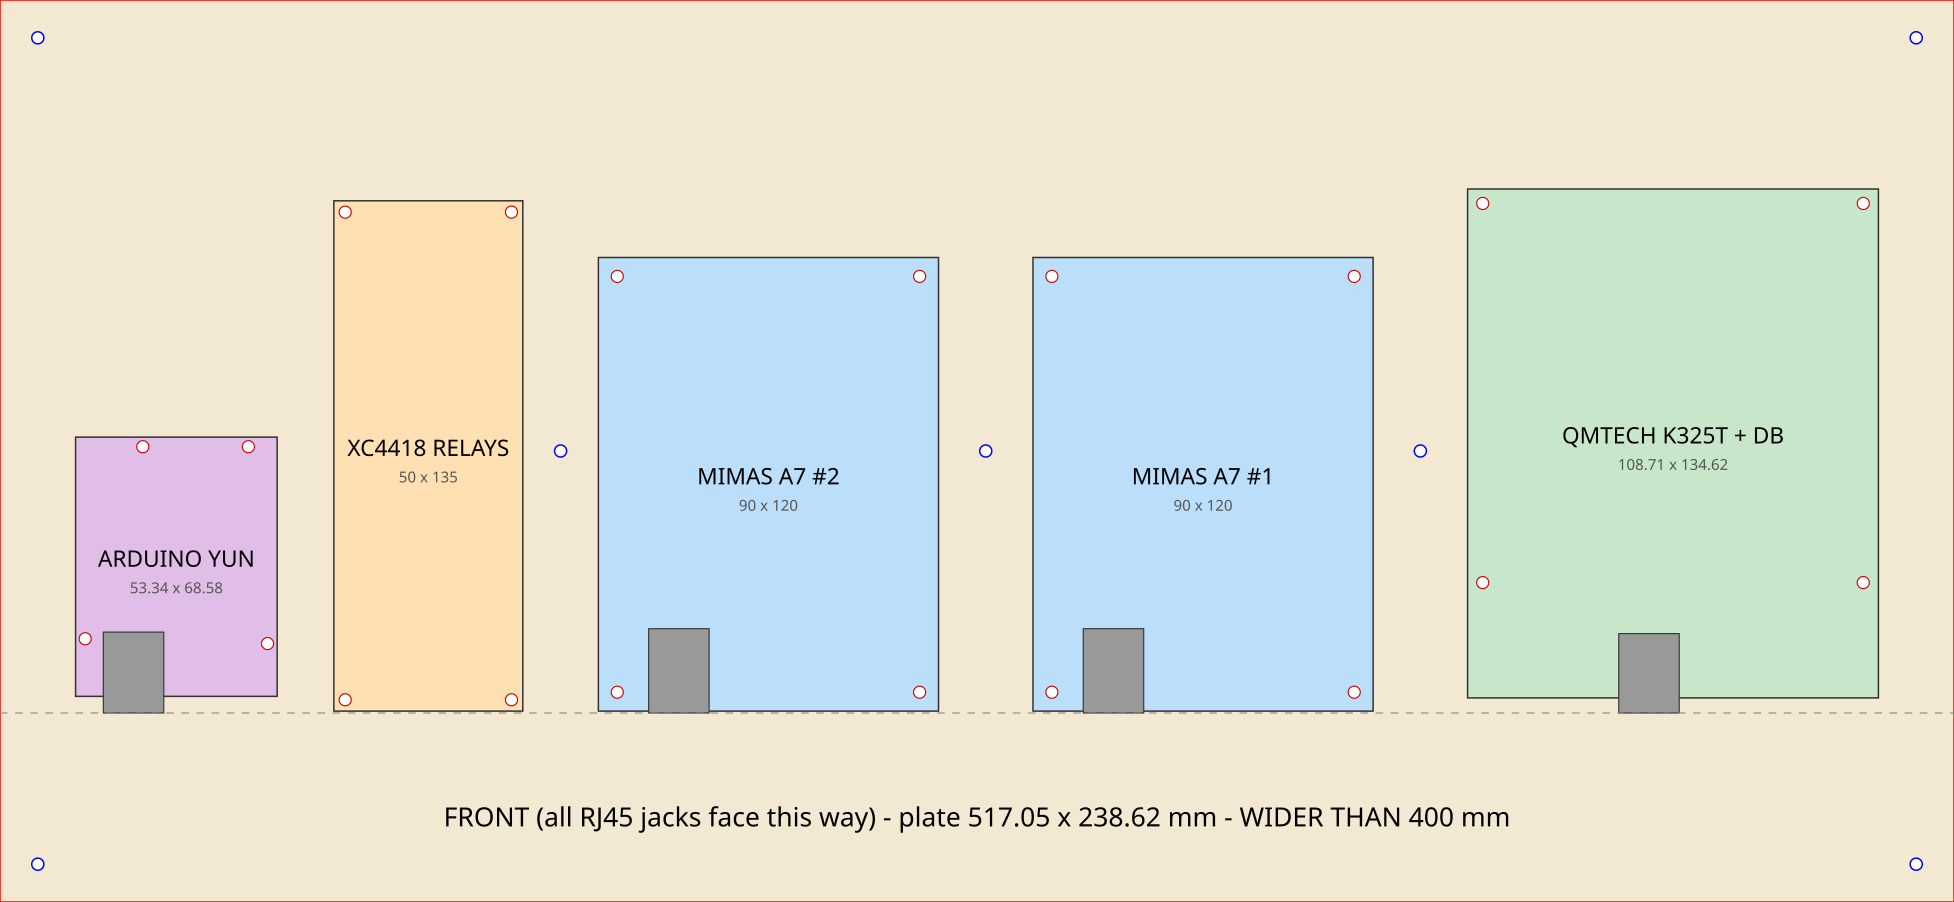 XC4418 RELAYS
50 x 135
MIMAS A7 #2
90 x 120
MIMAS A7 #1
90 x 120
QMTECH K325T + DB
108.71 x 134.62
ARDUINO YUN
53.34 x 68.58
FRONT (all RJ45 jacks face this way) - plate 517.05 x 238.62 mm - WIDER THAN 400 mm